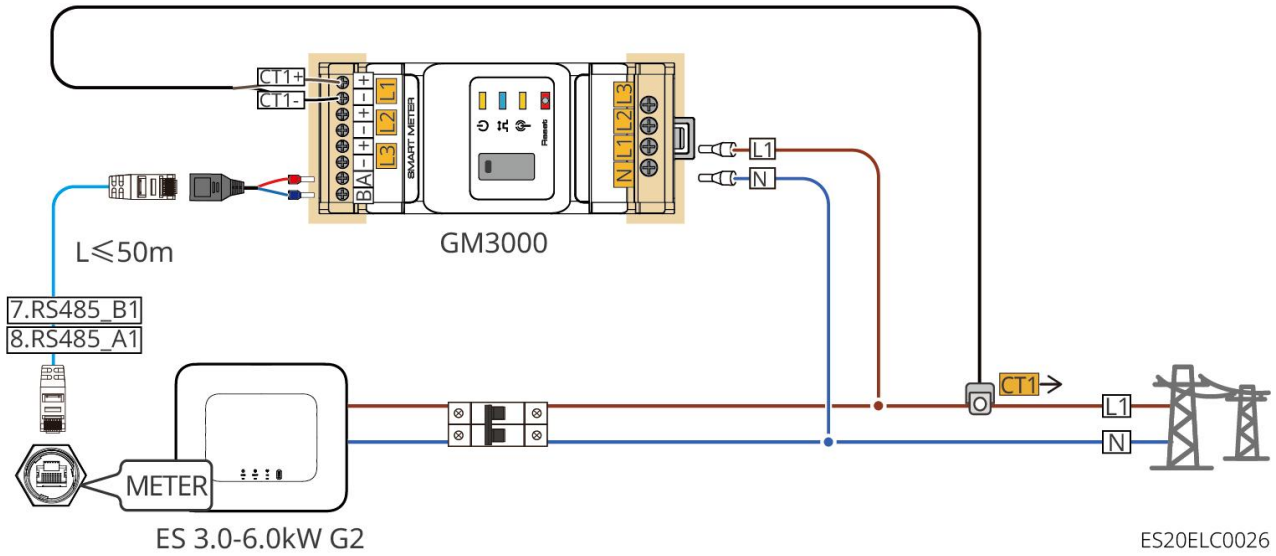 CT1+
CT1-
+
-
+
-
+
-
A
B
L1
L2
L3
SMART METER
Reset
L3
L2
L1
N
L1
N
GM3000
L≤50m
7.RS485_B1
8.RS485_A1
CT1
L1
N
METER
ES 3.0-6.0kW G2
ES20ELC0026